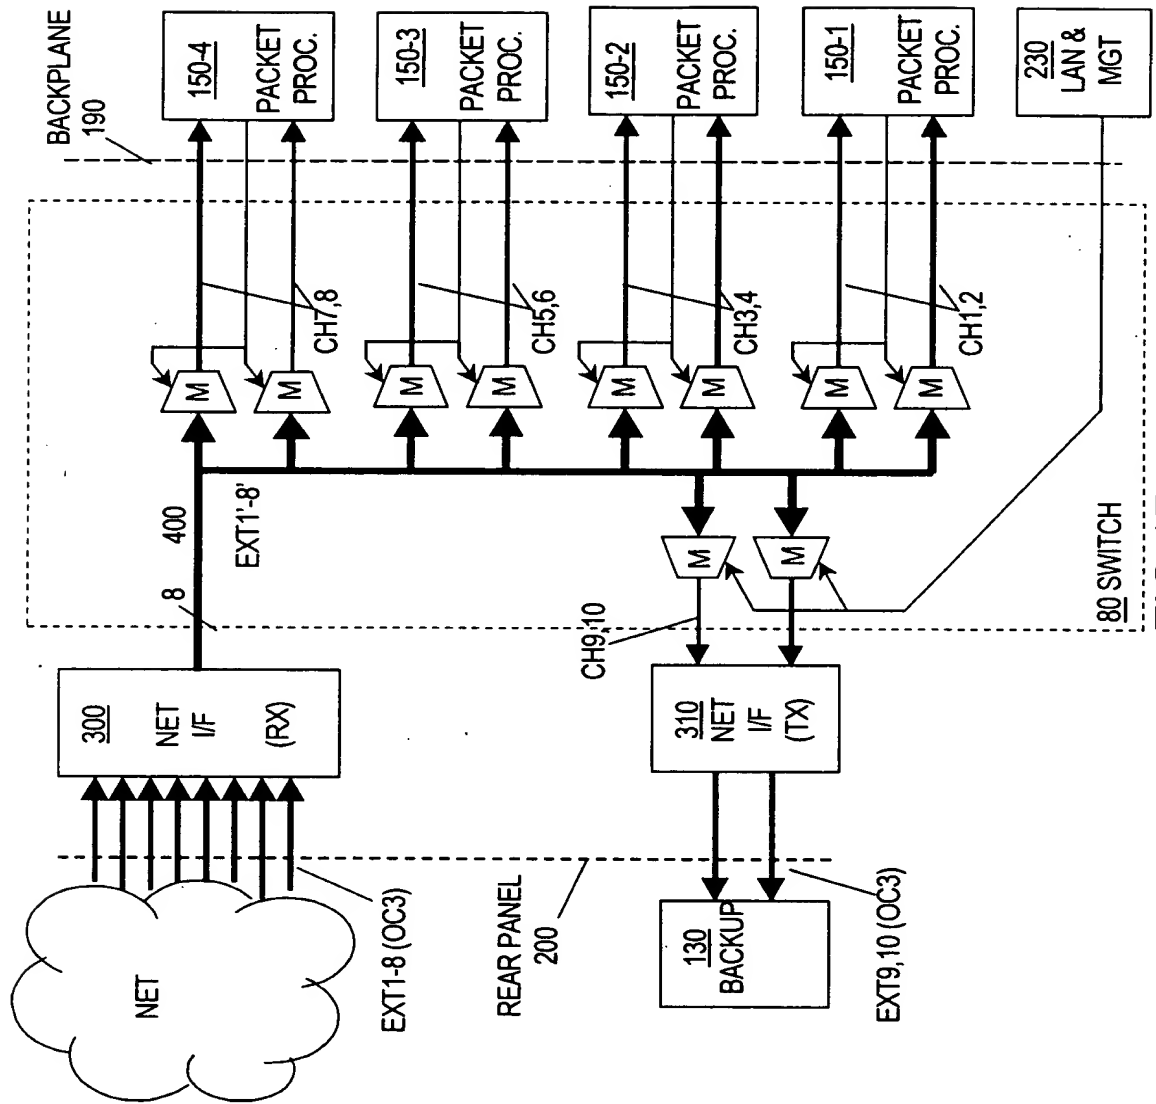 BACKPLANE
190
150-4
PACKET
PROC.
150-3
PACKET
PROC.
150-2
PACKET
PROC.
150-1
PACKET
PROC.
230
LAN &
MGT
CH7,8
CH5,6
CH3,4
CH1,2
M
M
M
M
M
M
M
M
8
400
EXT1'-8'
M
M
CH9,10
80 SWITCH
300
NET
I/F
(RX)
310
NET
I/F
(TX)
NET
EXT1-8 (OC3)
REAR PANEL
200
130
BACKUP
EXT9,10 (OC3)